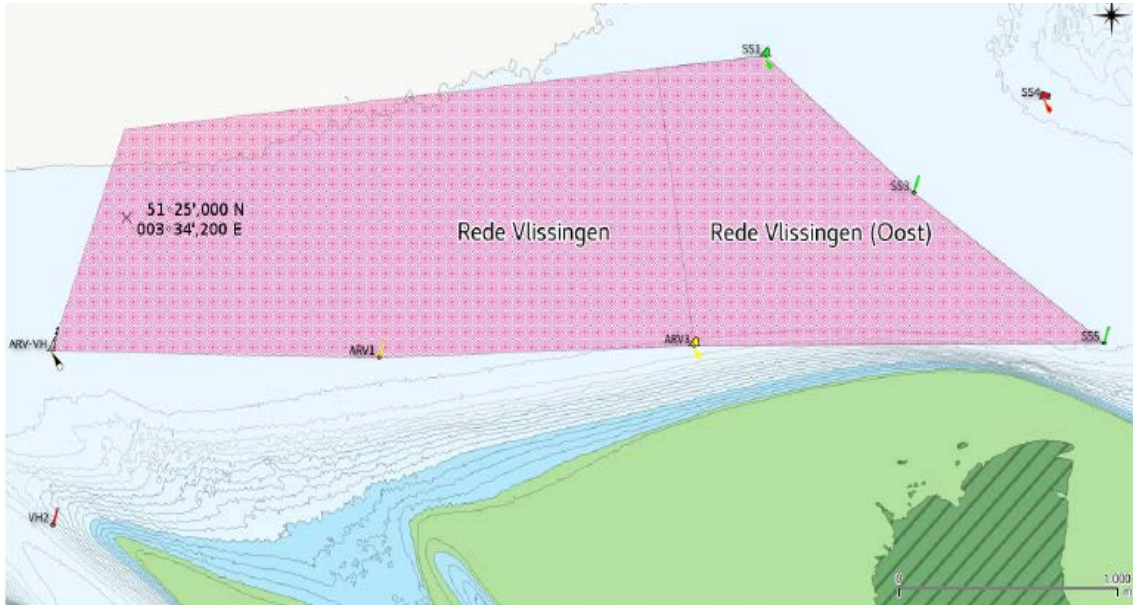 SS1
SS4
SS3
51°25',000 N
003°34',200 E
Rede Vlissingen
Rede Vlissingen (Oost)
ARV-VH
ARV1
ARV3
SS5
VH2
0
1.000
m